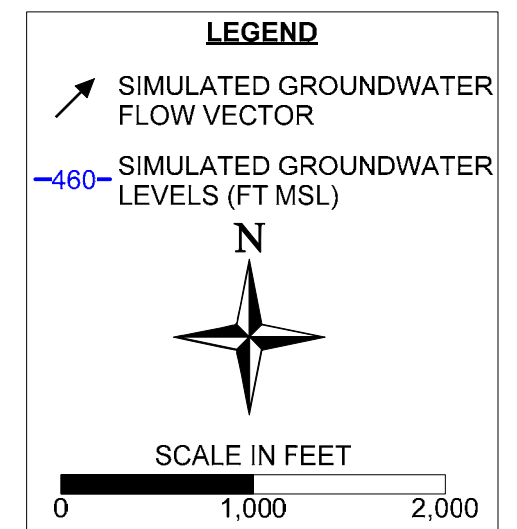 LEGEND
SIMULATED GROUNDWATER
FLOW VECTOR
460
SIMULATED GROUNDWATER
LEVELS (FT MSL)
N
SCALE IN FEET
0 1,000 2,000